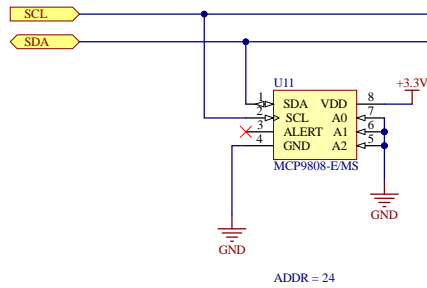 SCL
SDA
U11
+3.3V
1 SDA VDD 8
2 SCL A0 7
3 ALERT A1 6
4 GND A2 5
MCP9808-E/MS
GND
GND
ADDR = 24